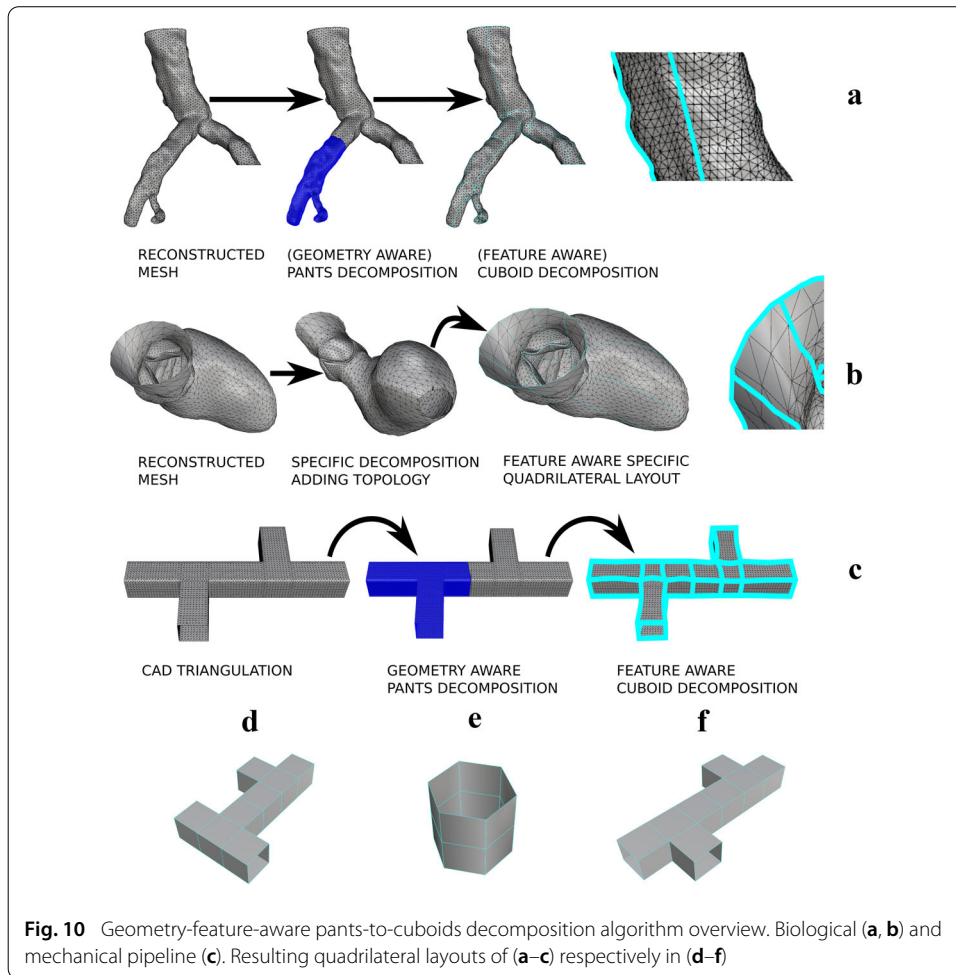 a
RECONSTRUCTED
MESH
(GEOMETRY AWARE)
PANTS DECOMPOSITION
(FEATURE AWARE)
CUBOID DECOMPOSITION
b
RECONSTRUCTED
MESH
SPECIFIC DECOMPOSITION
ADDING TOPOLOGY
FEATURE AWARE SPECIFIC
QUADRILATERAL LAYOUT
c
CAD TRIANGULATION
GEOMETRY AWARE
PANTS DECOMPOSITION
FEATURE AWARE
CUBOID DECOMPOSITION
d
e
f
Fig. 10 Geometry-feature-aware pants-to-cuboids decomposition algorithm overview. Biological (a, b) and
mechanical pipeline (c). Resulting quadrilateral layouts of (a–c) respectively in (d–f)